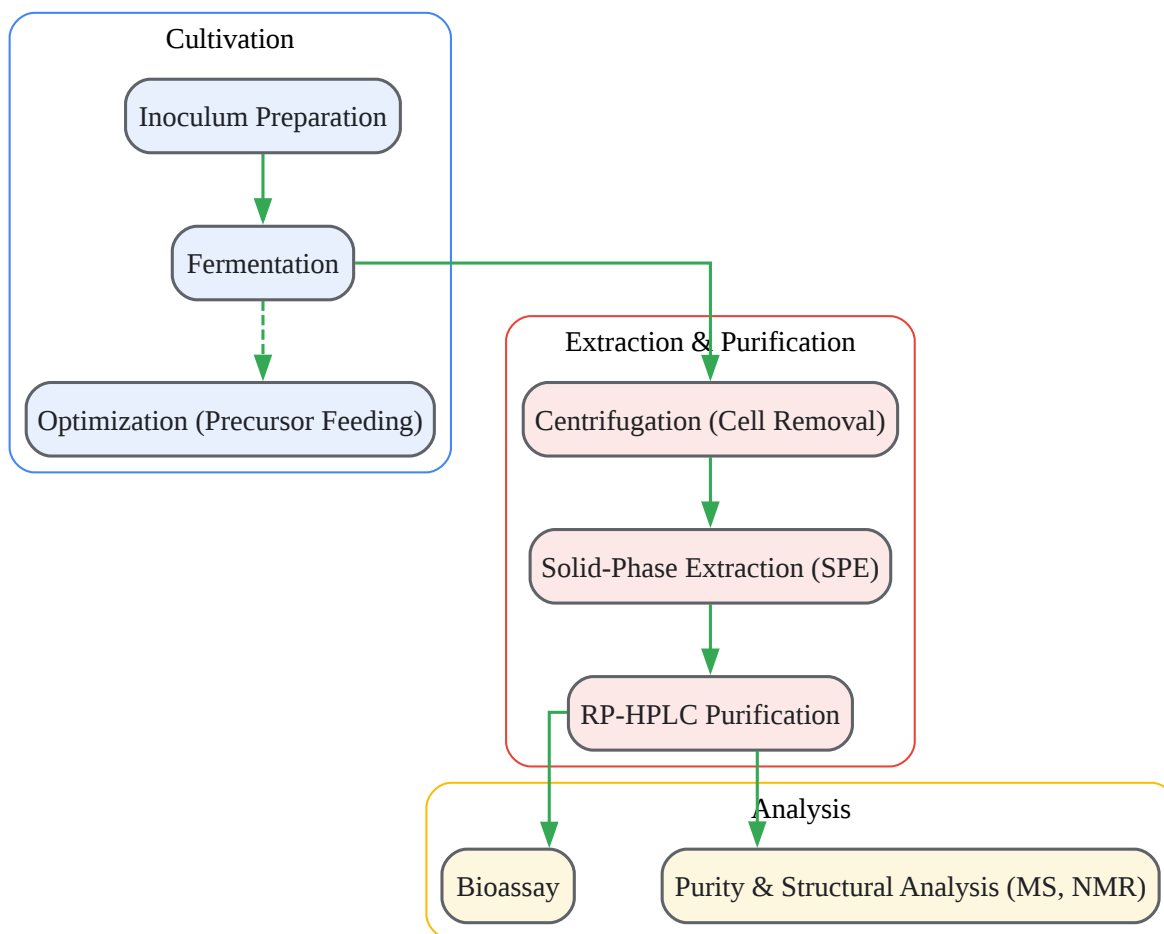 Cultivation
Inoculum Preparation
Fermentation
Optimization (Precursor Feeding)
Extraction & Purification
Centrifugation (Cell Removal)
Solid-Phase Extraction (SPE)
RP-HPLC Purification
Analysis
Bioassay
Purity & Structural Analysis (MS, NMR)